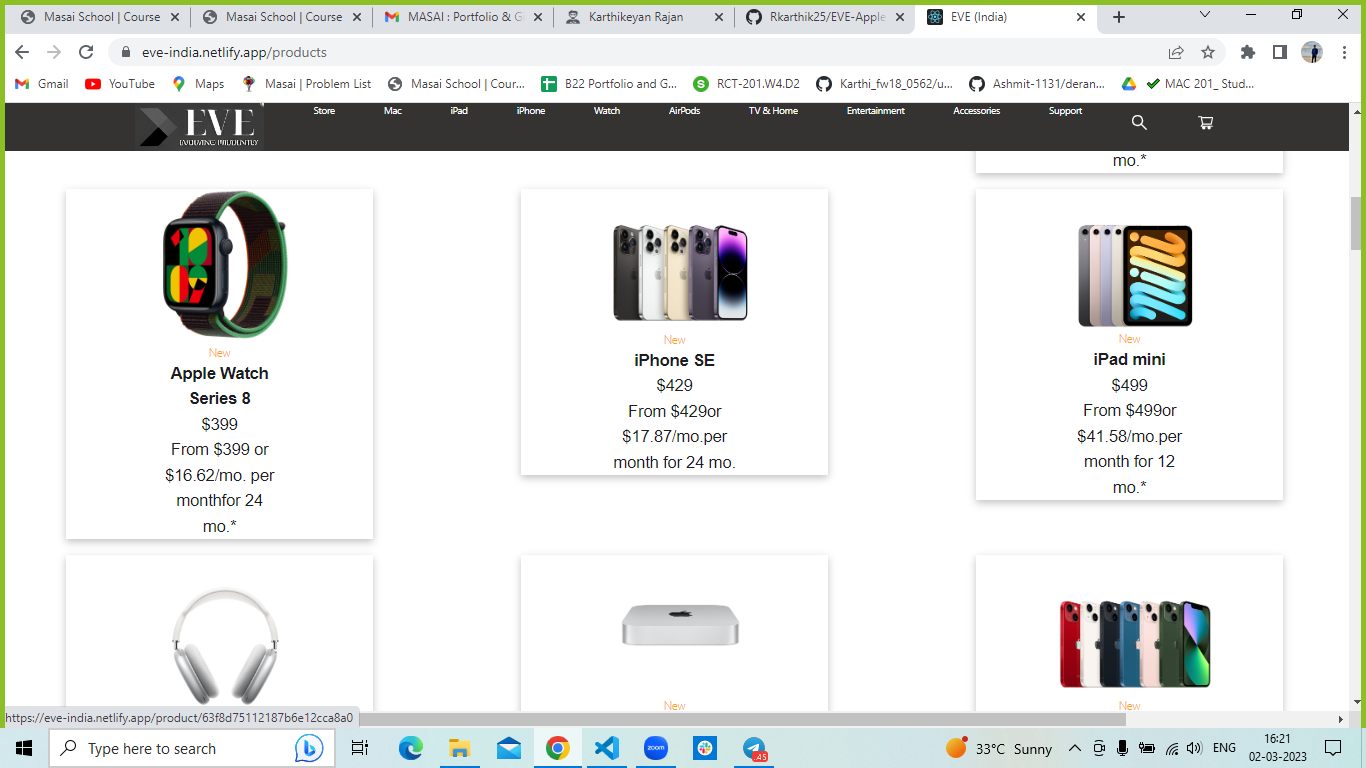 Masai School | Course
Masai School | Course
MASAI : Portfolio & G
Karthikeyan Rajan
Rkarthik25/EVE-Apple
EVE (India)
eve-india.netlify.app/products
Gmail
YouTube
Maps
Masai | Problem List
Masai School | Cour...
B22 Portfolio and G...
RCT-201.W4.D2
Karthi_fw18_0562/u...
Ashmit-1131/deran...
MAC 201_ Stud...
EVE
EVOLVING PRUDENTLY
Store
Mac
iPad
iPhone
Watch
AirPods
TV & Home
Entertainment
Accessories
Support
mo.*
New
Apple Watch
Series 8
$399
From $399 or
$16.62/mo. per
monthfor 24
mo.*
New
iPhone SE
$429
From $429or
$17.87/mo.per
month for 24 mo.
New
iPad mini
$499
From $499or
$41.58/mo.per
month for 12
mo.*
New
New
https://eve-india.netlify.app/product/63f8d75112187b6e12cca8a0
Type here to search
zoom
45
33°C Sunny
ENG
16:21
02-03-2023